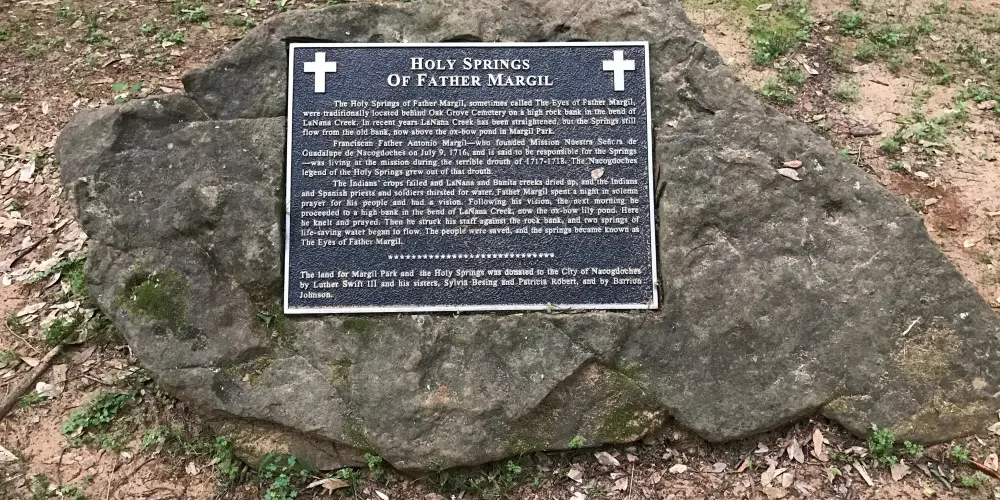 HOLY SPRINGS
OF FATHER MARGIL
The Holy Springs of Father Margil, sometimes called The Eyes of Father Margil,
were traditionally located behind Oak Grove Cemetery on a high rock bank in the bend of
LaNana Creek. In recent years LaNana Creek has been straightened, but the Springs still
flow from the old bank, now above the ox-bow pond in Margil Park.
Franciscan Father Antonio Margil—who founded Mission Nuestra Señora de
Guadalupe de Nacogdoches on July 9, 1716, and is said to be responsible for the Springs
—was living at the mission during the terrible drouth of 1717-1718. The Nacogdoches
legend of the Holy Springs grew out of that drouth.
The Indians' crops failed and LaNana and Banita creeks dried up, and the Indians
and Spanish priests and soldiers thirsted for water. Father Margil spent a night in solemn
prayer for his people and had a vision. Following his vision, the next morning he
proceeded to a high bank in the bend of LaNana Creek, now the ox-bow lily pond. Here
he knelt and prayed. Then he struck his staff against the rock bank, and two springs of
life-saving water began to flow. The people were saved, and the springs became known as
The Eyes of Father Margil.
******************************
The land for Margil Park and the Holy Springs was donated to the City of Nacogdoches
by Luther Swift III and his sisters, Sylvia Besing and Patricia Robert, and by Barrion
Johnson.